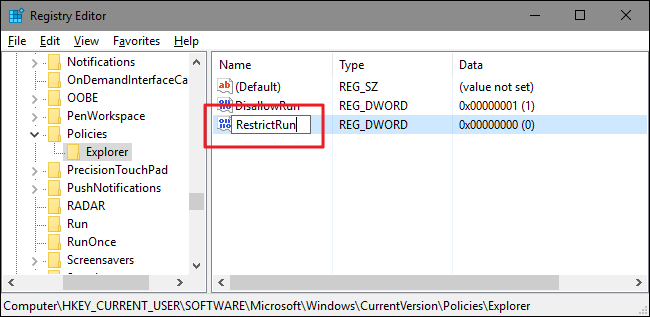 Registry Editor
File Edit View Favorites Help
Notifications
OnDemandInterfaceCa
OOBE
PenWorkspace
Policies
Explorer
PrecisionTouchPad
PushNotifications
RADAR
Run
RunOnce
Screensavers
Name Type Data
(Default) REG_SZ (value not set)
DisallowRun REG_DWORD 0x00000001 (1)
RestrictRun REG_DWORD 0x00000000 (0)
Computer\HKEY_CURRENT_USER\SOFTWARE\Microsoft\Windows\CurrentVersion\Policies\Explorer